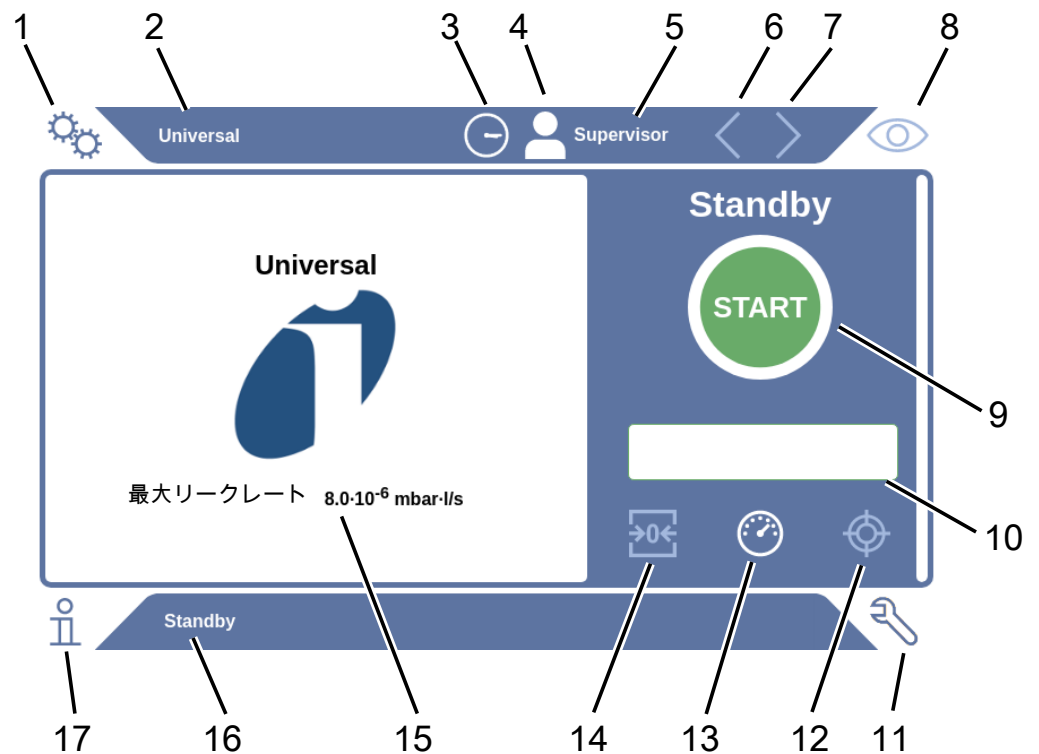 1 2 3 4 5 6 7 8
Universal Supervisor
Standby
Universal
START
9
最大リークレート 8.0·10⁻⁶ mbar·l/s
10
→0←
Standby
17 16 15 14 13 12 11